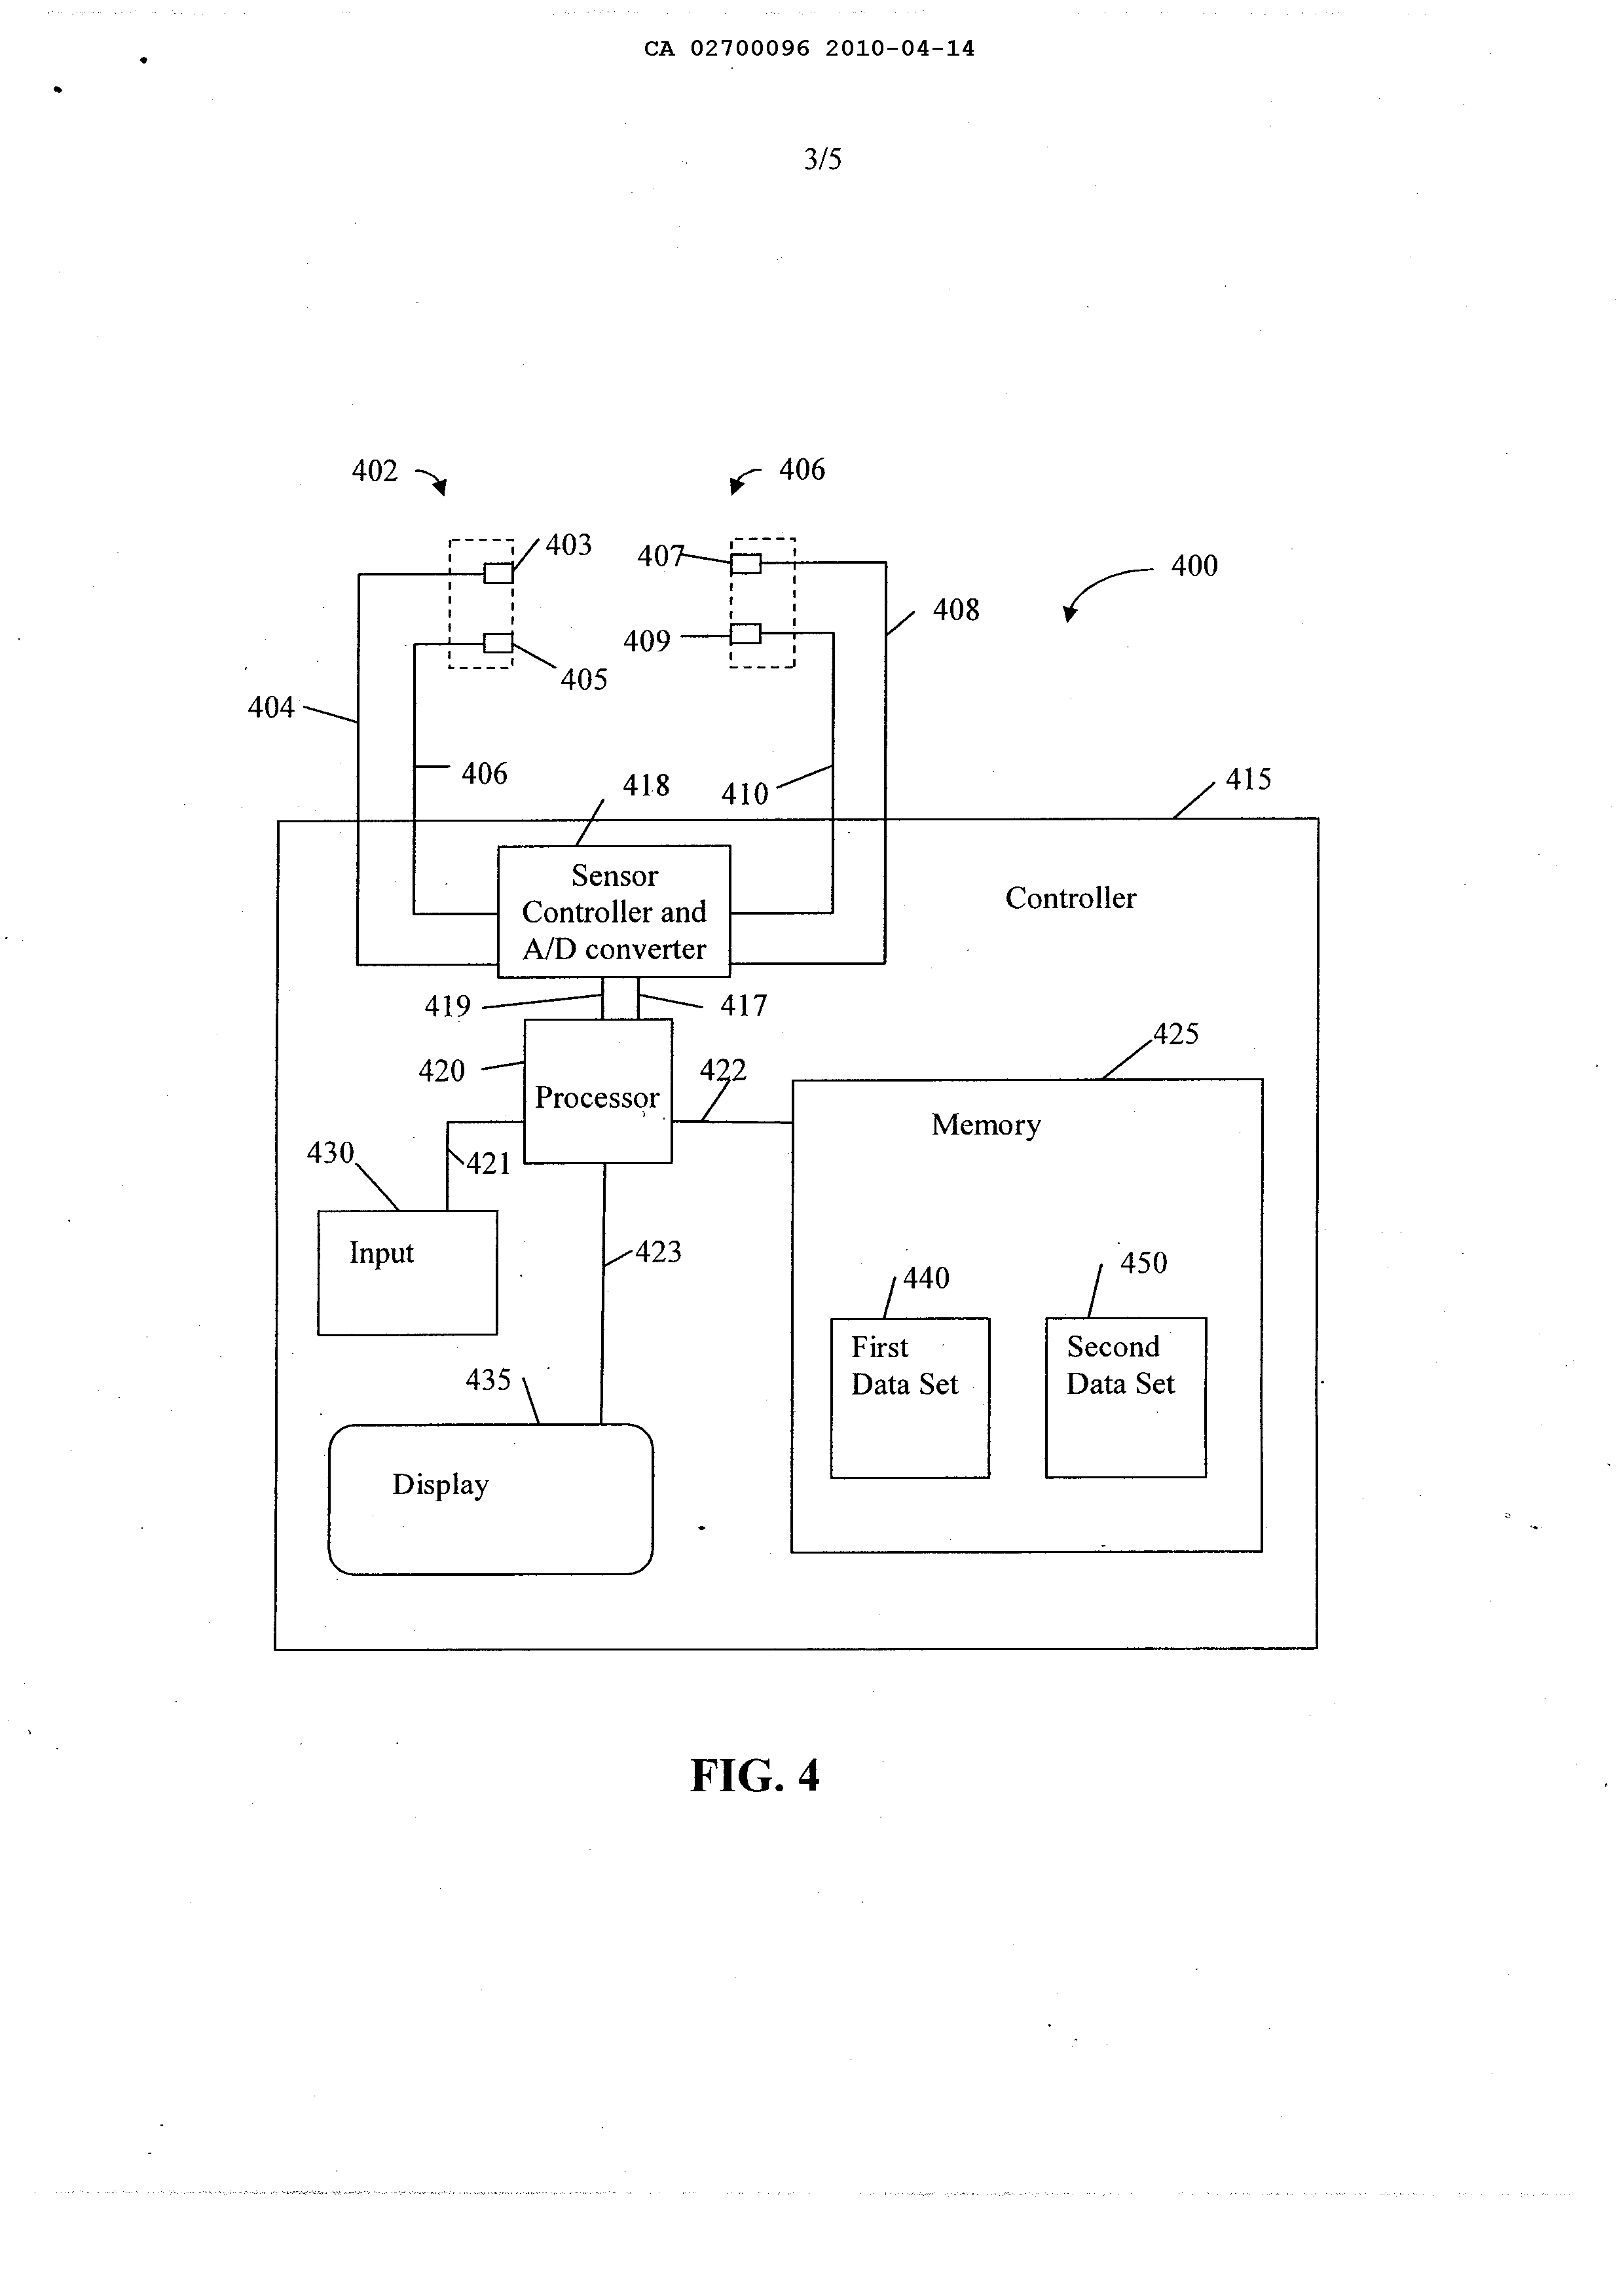 CA 02700096 2010-04-14
3/5
402
406
403
407
400
408
409
405
404
406
418
410
415
Sensor
Controller and
A/D converter
Controller
419
417
425
420
422
Processor
Memory
430
421
Input
423
440
450
First
Data Set
Second
Data Set
435
Display
FIG. 4